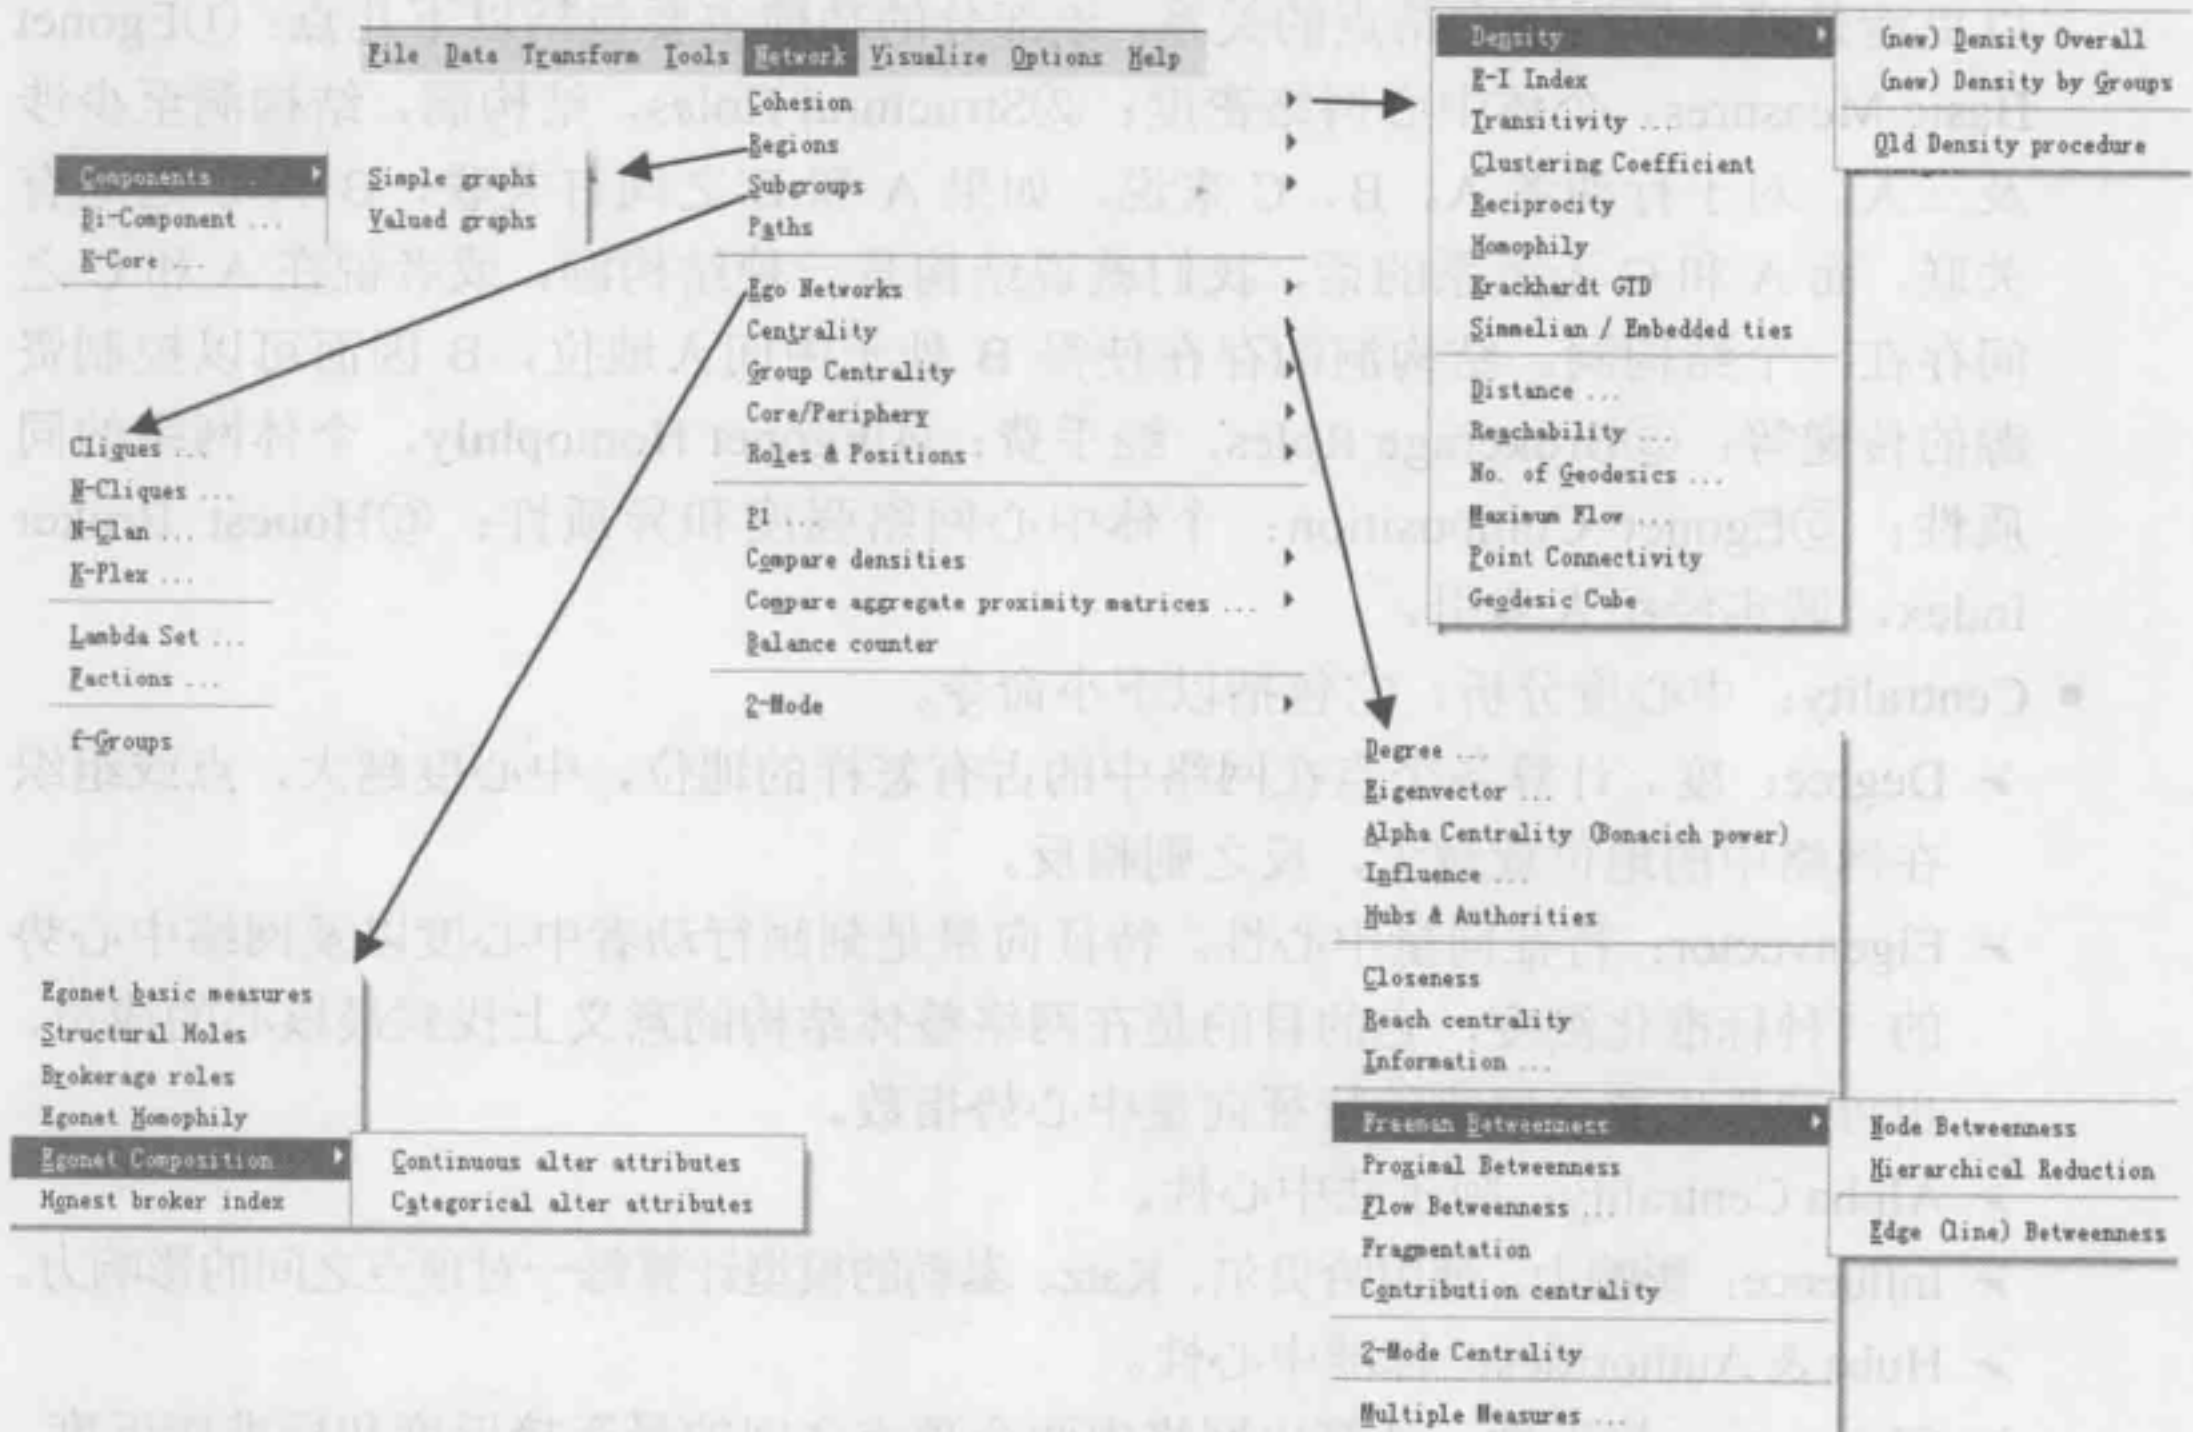 File Data Transform Tools Network Visualize Options Help
Cohesion
Regions
Subgroups
Paths
Ego Networks
Centrality
Group Centrality
Core/Periphery
Roles & Positions
P1 ...
Compare densities
Compare aggregate proximity matrices ...
Balance counter
2-Mode
Components ...
Bi-Component ...
K-Core ...
Simple graphs
Valued graphs
Cliques ...
N-Cliques ...
N-Clan ...
K-Plex ...
Lambda Set ...
Factions ...
f-Groups
Egonet basic measures
Structural Holes
Brokerage roles
Egonet Homophily
Egonet Composition
Honest broker index
Continuous alter attributes
Categorical alter attributes
Density
E-I Index
Transitivity ...
Clustering Coefficient
Reciprocity
Homophily
Krackhardt GTD
Simmelian / Embedded ties
Distance ...
Reachability ...
No. of Geodesics ...
Maximum Flow ...
Point Connectivity
Geodesic Cube
(new) Density Overall
(new) Density by Groups
Old Density procedure
Degree ...
Eigenvector ...
Alpha Centrality (Bonacich power)
Influence ...
Hubs & Authorities
Closeness
Reach centrality
Information ...
Freeman Betweenness
Proximal Betweenness
Flow Betweenness ...
Fragmentation
Contribution centrality
2-Mode Centrality
Multiple Measures ...
Node Betweenness
Hierarchical Reduction
Edge (line) Betweenness